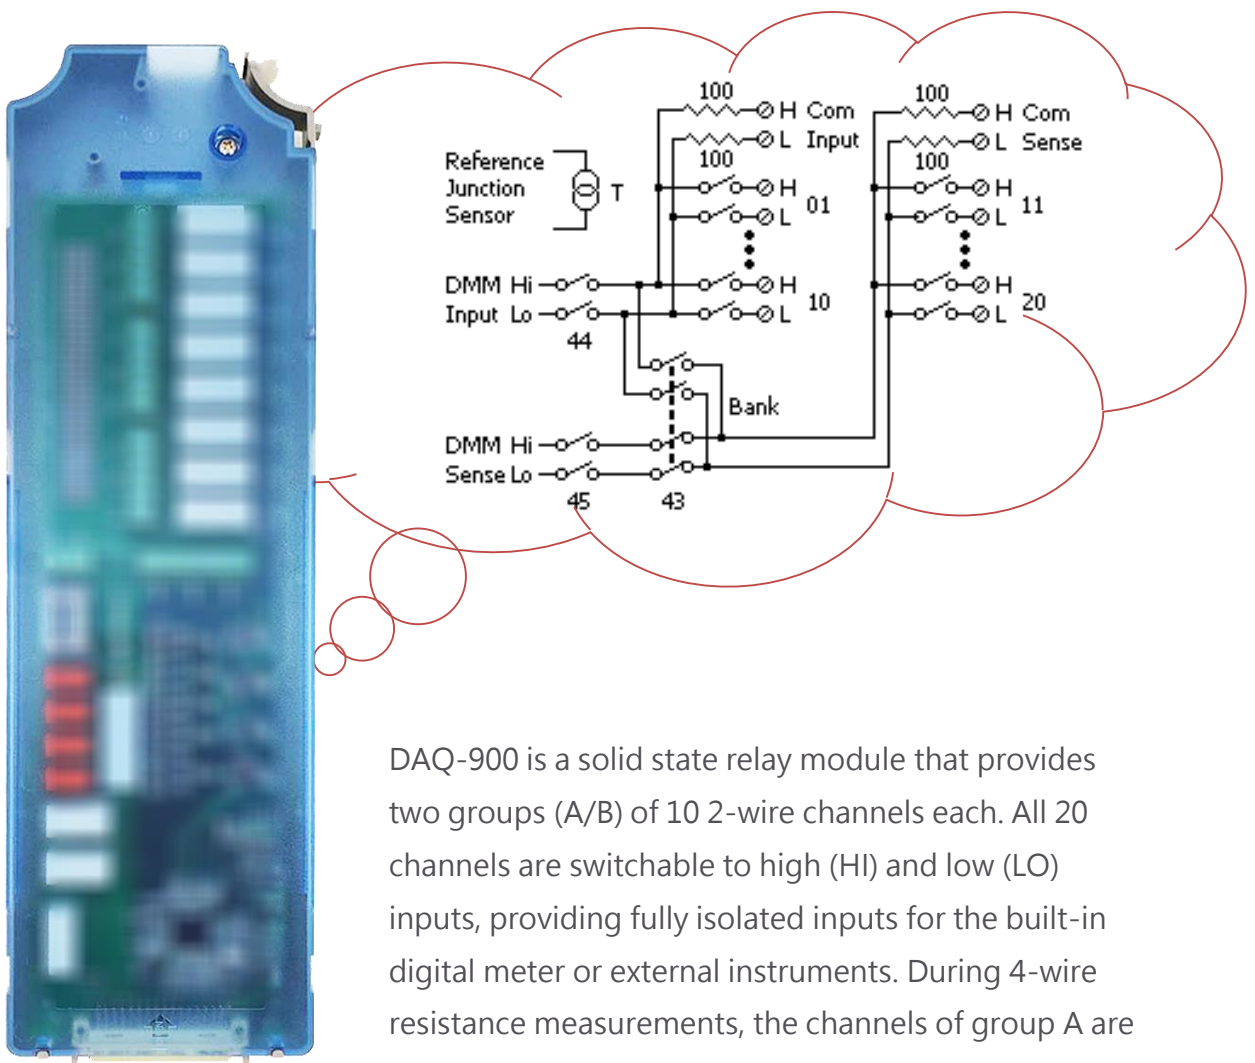 100 H Com
L Input
100
H
L 01
H
L 10
100 H Com
L Sense
100
H
L 11
H
L 20
Reference
Junction
Sensor
T
DMM Hi
Input Lo
44
Bank
DMM Hi
Sense Lo
45 43
DAQ-900 is a solid state relay module that provides
two groups (A/B) of 10 2-wire channels each. All 20
channels are switchable to high (HI) and low (LO)
inputs, providing fully isolated inputs for the built-in
digital meter or external instruments. During 4-wire
resistance measurements, the channels of group A are